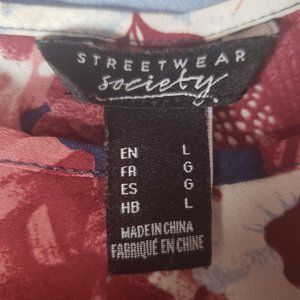 STREETWEAR
society
EN L
FR G
ES G
HB L
MADE IN CHINA
FABRIQUÉ EN CHINE